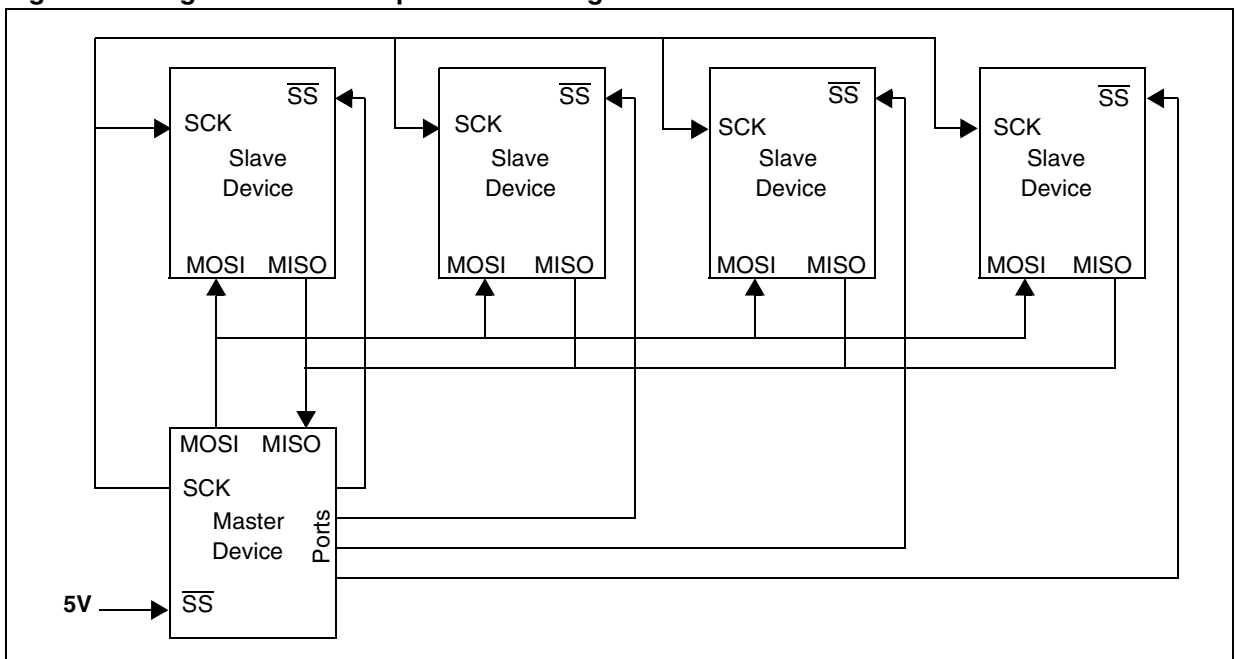 SS SS SS SS
SCK SCK SCK SCK
Slave Slave Slave Slave
Device Device Device Device
MOSI MISO MOSI MISO MOSI MISO MOSI MISO
MOSI MISO
SCK
Master
Device
Ports
5V SS